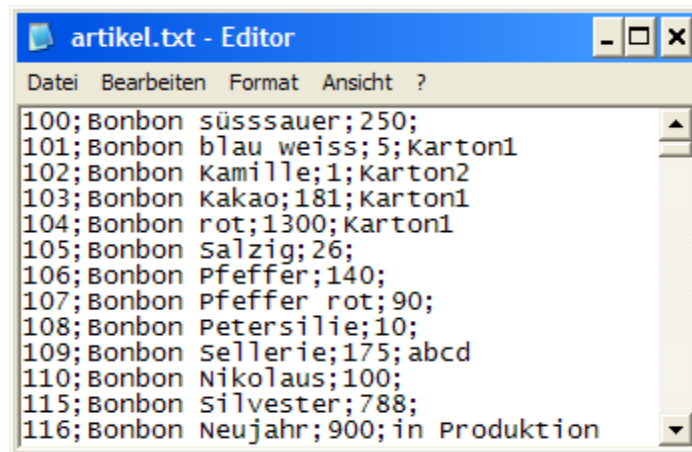 artikel.txt - Editor
Datei Bearbeiten Format Ansicht ?
100;Bonbon süsssauer;250;
101;Bonbon blau weiss;5;Karton1
102;Bonbon Kamille;1;Karton2
103;Bonbon Kakao;181;Karton1
104;Bonbon rot;1300;Karton1
105;Bonbon Salzig;26;
106;Bonbon Pfeffer;140;
107;Bonbon Pfeffer rot;90;
108;Bonbon Petersilie;10;
109;Bonbon Sellerie;175;abcd
110;Bonbon Nikolaus;100;
115;Bonbon Silvester;788;
116;Bonbon Neujahr;900;in Produktion